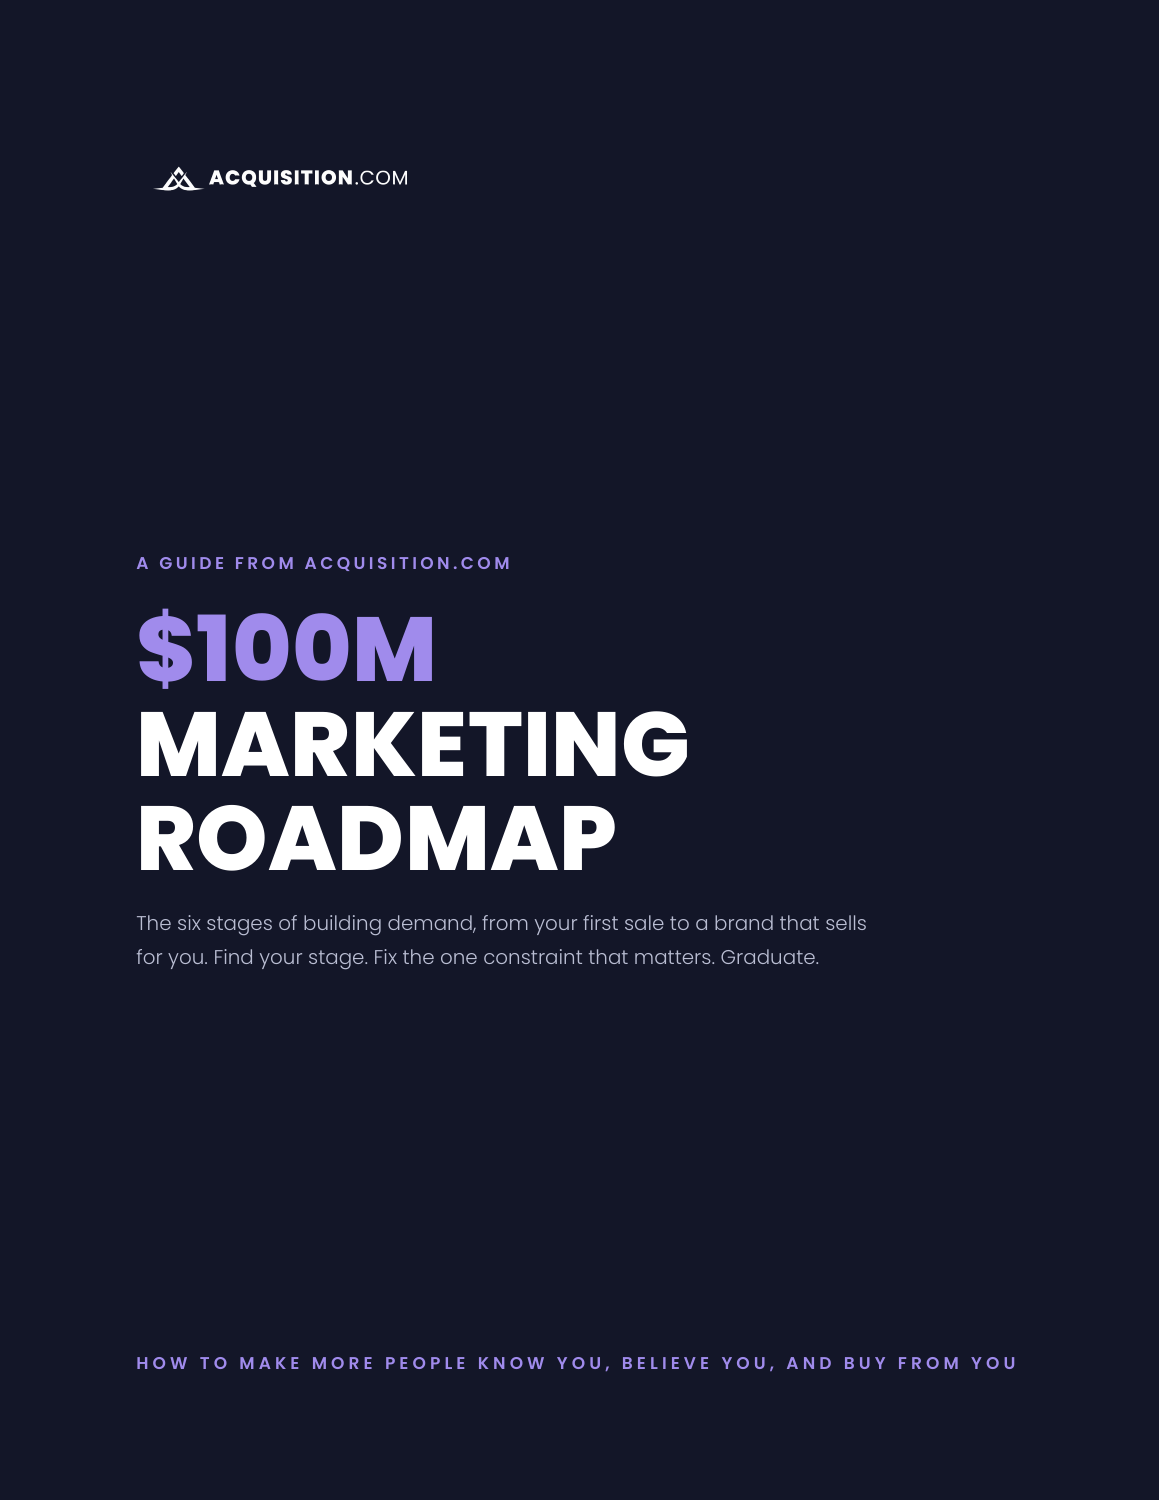 ACQUISITION.COM
A GUIDE FROM ACQUISITION.COM
$100M
MARKETING
ROADMAP
The six stages of building demand, from your first sale to a brand that sells
for you. Find your stage. Fix the one constraint that matters. Graduate.
HOW TO MAKE MORE PEOPLE KNOW YOU, BELIEVE YOU, AND BUY FROM YOU